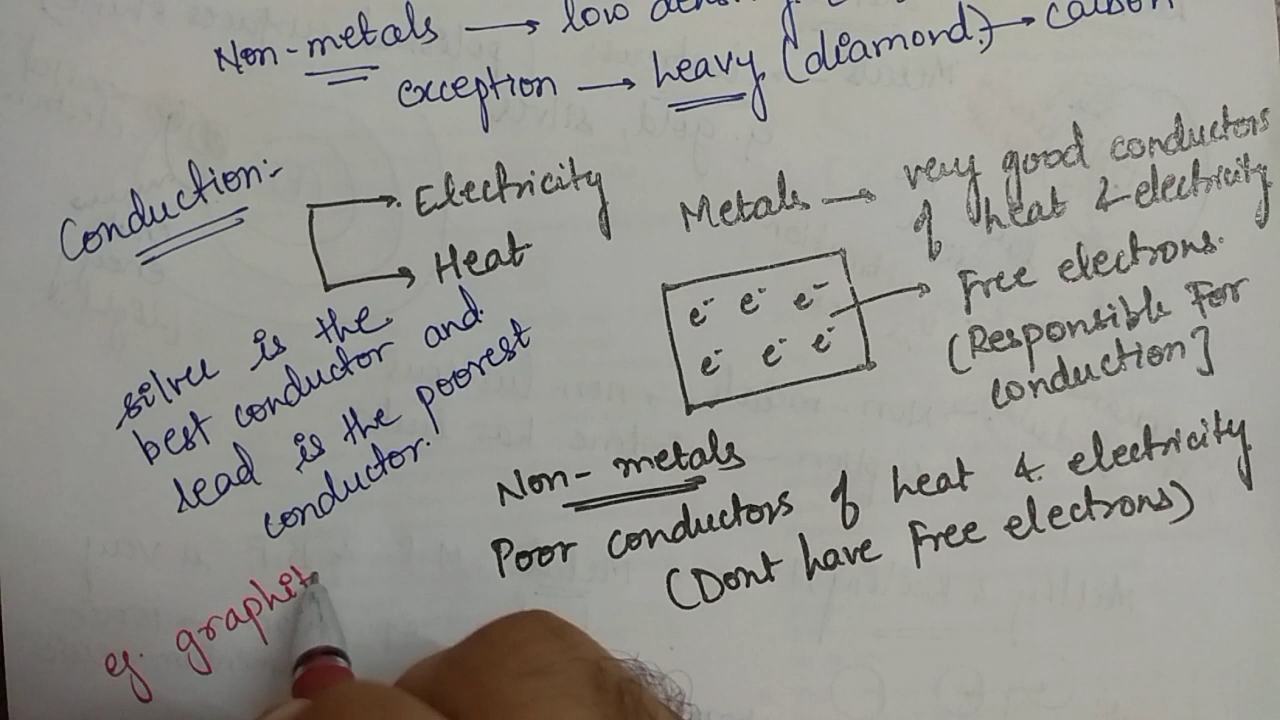 Non-metals → low
exception → heavy (diamond) → carbon
Conduction:-
Electricity
Heat
Metals → very good conductors
of heat & electricity
e⁻ e⁻ e⁻
e⁻ e⁻ e⁻
Free electrons.
(Responsible For
conduction]
silver is the
best conductor and
lead is the poorest
conductor.
Non-metals
Poor conductors of heat & electricity
(Dont have Free electrons)
eg. graphit